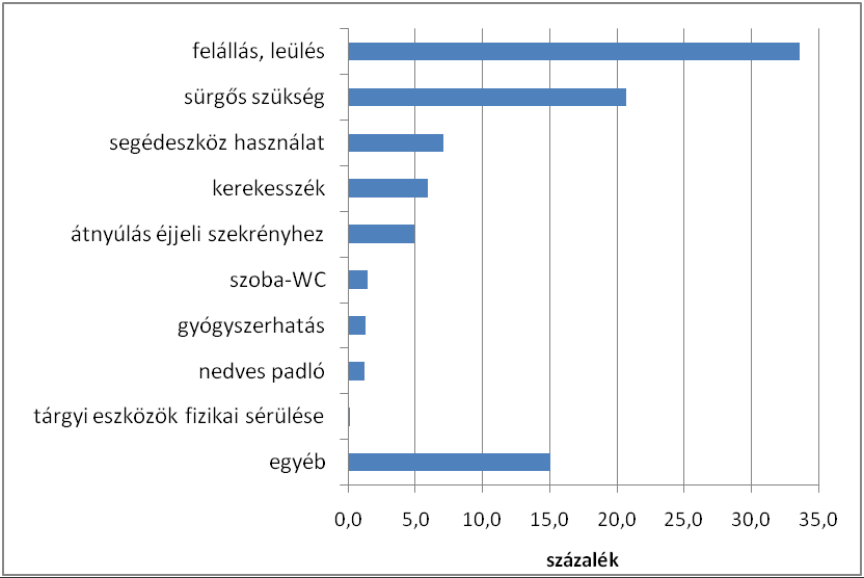 felállás, leülés
sürgős szükség
segédeszköz használat
kerekesszék
átnyúlás éjjeli szekrényhez
szoba-WC
gyógyszerhatás
nedves padló
tárgyi eszközök fizikai sérülése
egyéb
0,0 5,0 10,0 15,0 20,0 25,0 30,0 35,0
százalék